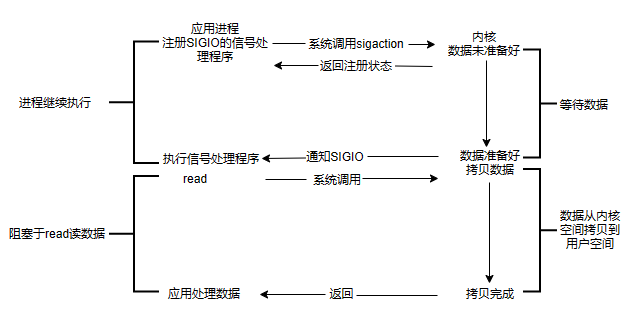 应用进程
注册SIGIO的信号处
理程序
系统调用sigaction
内核
数据未准备好
返回注册状态
进程继续执行
等待数据
执行信号处理程序
通知SIGIO
数据准备好
拷贝数据
read
系统调用
阻塞于read读数据
数据从内核
空间拷贝到
用户空间
应用处理数据
返回
拷贝完成